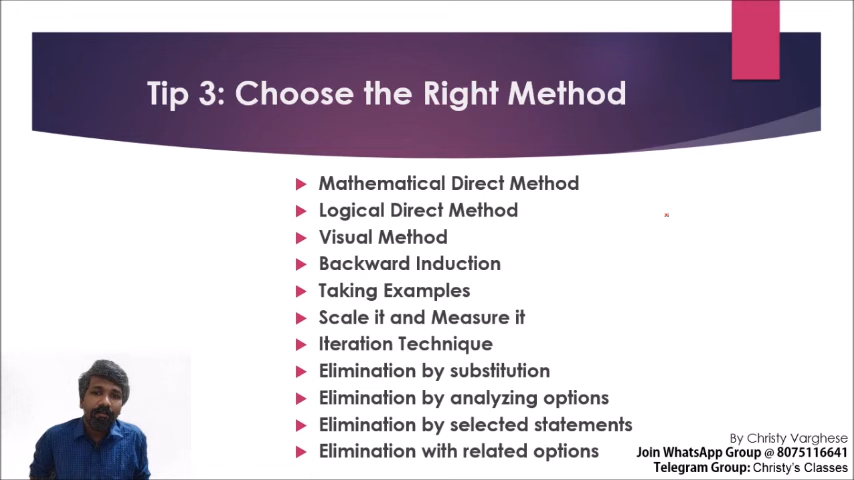 Tip 3: Choose the Right Method
Mathematical Direct Method
Logical Direct Method
Visual Method
Backward Induction
Taking Examples
Scale it and Measure it
Iteration Technique
Elimination by substitution
Elimination by analyzing options
Elimination by selected statements
Elimination with related options
By Christy Varghese
Join WhatsApp Group @ 8075116641
Telegram Group: Christy's Classes